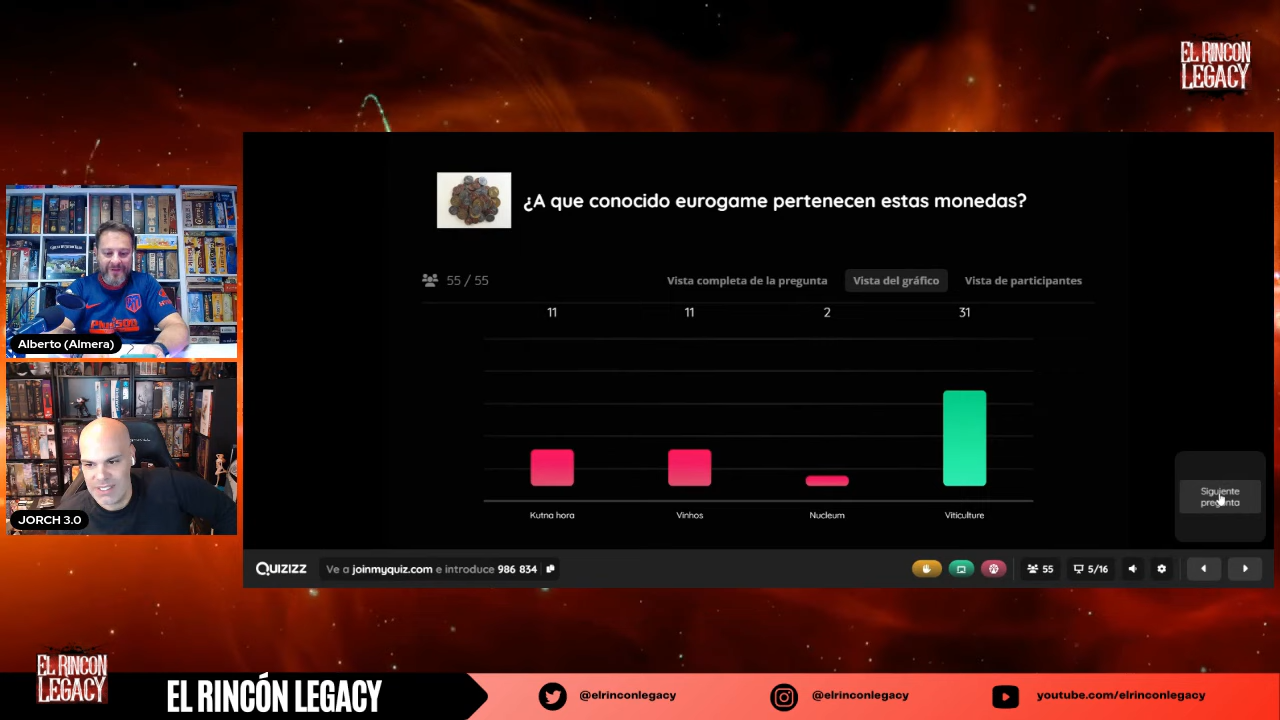 EL RINCON
LEGACY
¿A que conocido eurogame pertenecen estas monedas?
55 / 55
Vista completa de la pregunta
Vista del gráfico
Vista de participantes
11
11
2
31
Kutna hora
Vinhos
Nucleum
Viticulture
Siguiente
pregunta
Alberto (Almera)
JORCH 3.0
QUIZIZZ
Ve a joinmyquiz.com e introduce 986 834
55
5/16
EL RINCON
LEGACY
EL RINCÓN LEGACY
@elrinconlegacy
@elrinconlegacy
youtube.com/elrinconlegacy